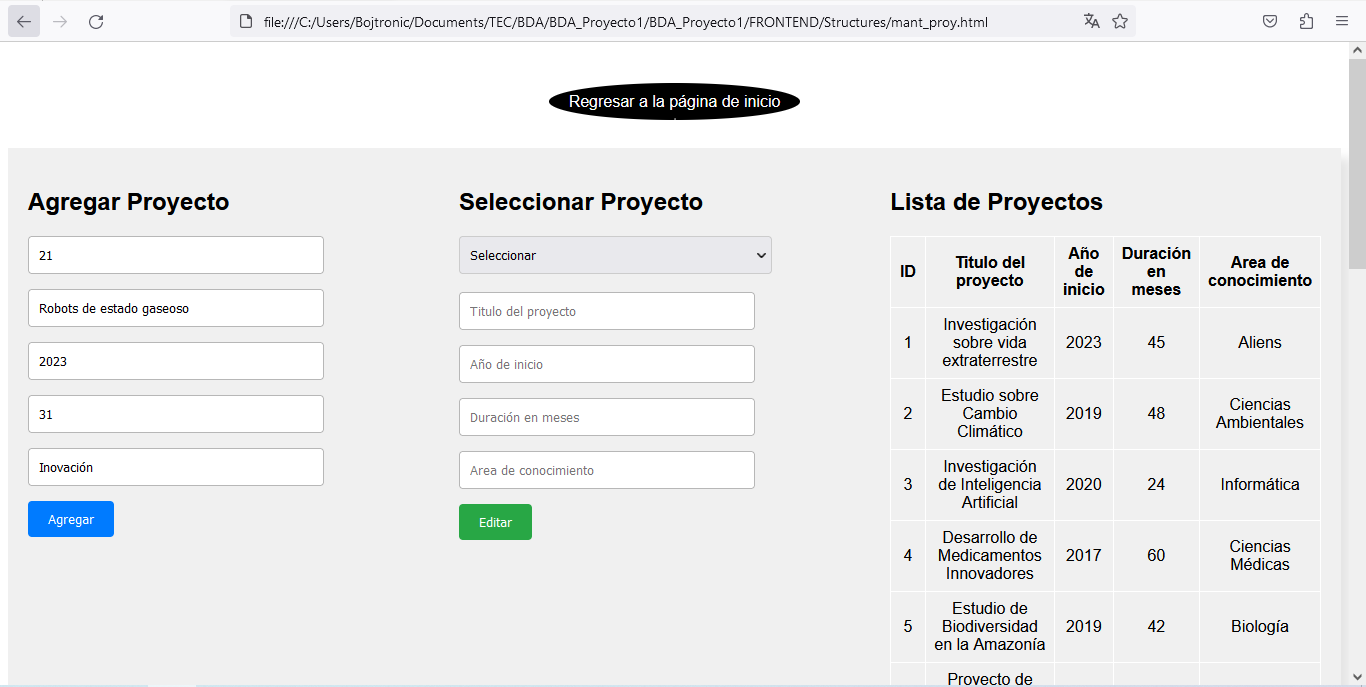 file:///C:/Users/Bojtronic/Documents/TEC/BDA/BDA_Proyecto1/BDA_Proyecto1/FRONTEND/Structures/mant_proy.html
Regresar a la página de inicio
Agregar Proyecto
21
Robots de estado gaseoso
2023
31
Inovación
Agregar
Seleccionar Proyecto
Seleccionar
Titulo del proyecto
Año de inicio
Duración en meses
Area de conocimiento
Editar
Lista de Proyectos
ID
Titulo del
proyecto
Año
de
inicio
Duración
en
meses
Area de
conocimiento
1
Investigación
sobre vida
extraterrestre
2023
45
Aliens
2
Estudio sobre
Cambio
Climático
2019
48
Ciencias
Ambientales
3
Investigación
de Inteligencia
Artificial
2020
24
Informática
4
Desarrollo de
Medicamentos
Innovadores
2017
60
Ciencias
Médicas
5
Estudio de
Biodiversidad
en la Amazonía
2019
42
Biología
Proyecto de